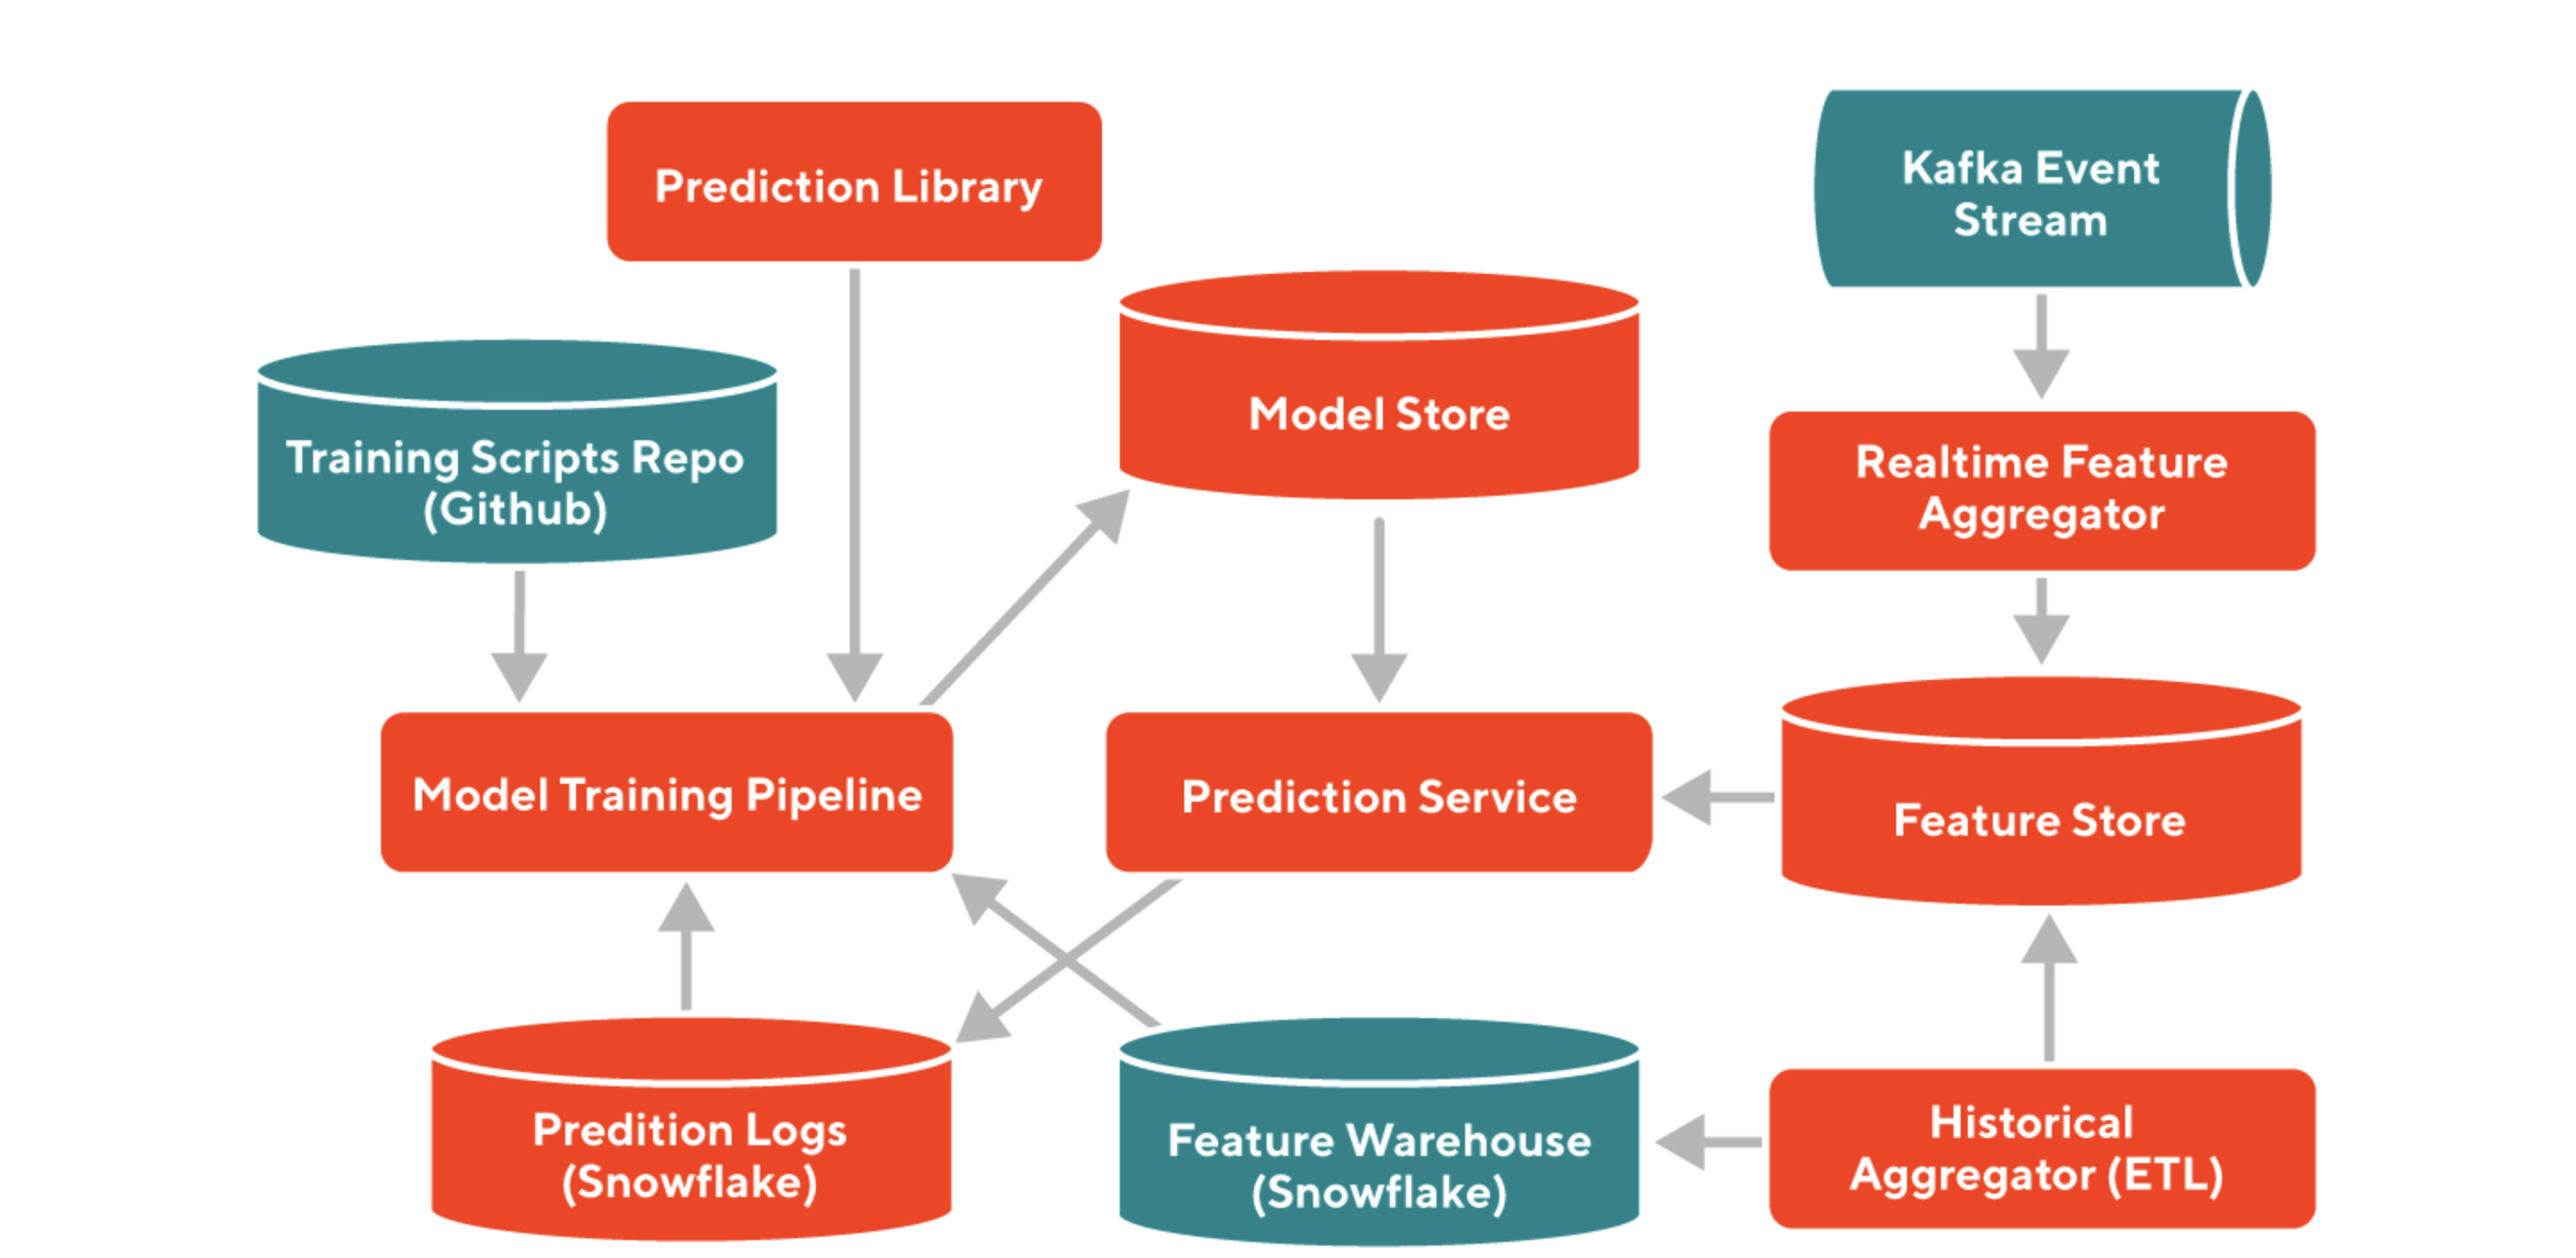 Prediction Library
Kafka Event
Stream
Model Store
Training Scripts Repo
(Github)
Realtime Feature
Aggregator
Model Training Pipeline
Prediction Service
Feature Store
Predition Logs
(Snowflake)
Feature Warehouse
(Snowflake)
Historical
Aggregator (ETL)